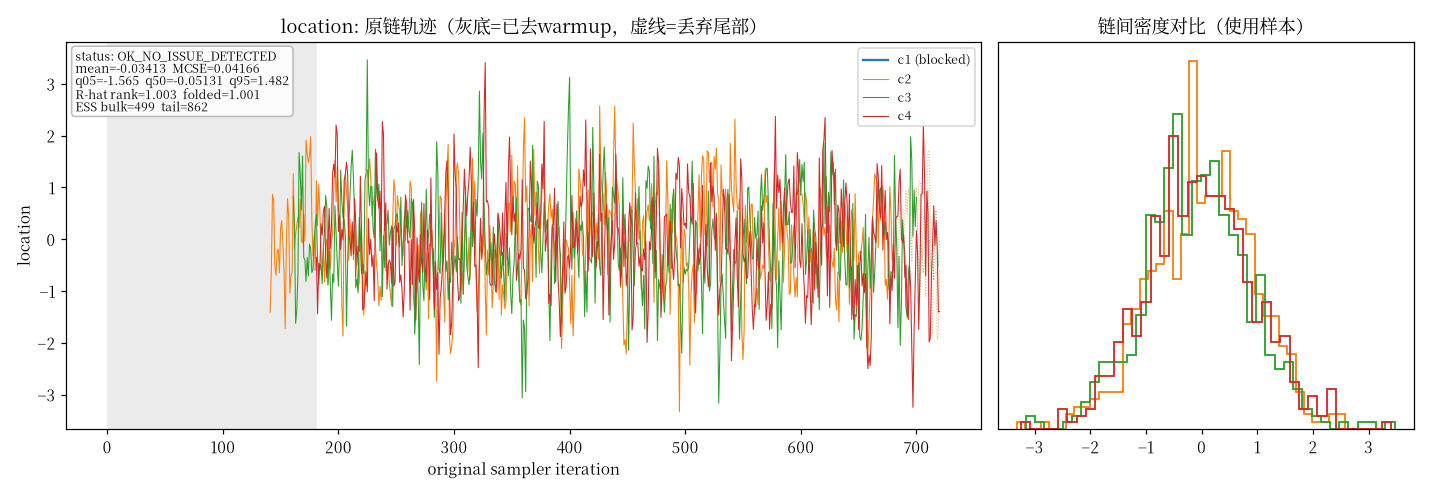 location: 原链轨迹（灰底=已去warmup，虚线=丢弃尾部）
链间密度对比（使用样本）
status: OK_NO_ISSUE_DETECTED
mean=-0.03413 MCSE=0.04166
q05=-1.565 q50=-0.05131 q95=1.482
R-hat rank=1.003 folded=1.001
ESS bulk=499 tail=862
c1 (blocked)
c2
c3
c4
location
3
2
1
0
−1
−2
−3
0 100 200 300 400 500 600 700
original sampler iteration
−3 −2 −1 0 1 2 3